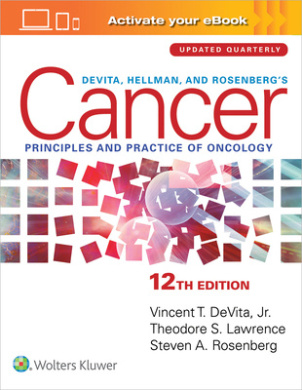 Activate your eBook
UPDATED QUARTERLY
DEVITA, HELLMAN, AND ROSENBERG'S
Cancer
PRINCIPLES AND PRACTICE OF ONCOLOGY
12TH EDITION
Vincent T. DeVita, Jr.
Theodore S. Lawrence
Steven A. Rosenberg
Wolters Kluwer